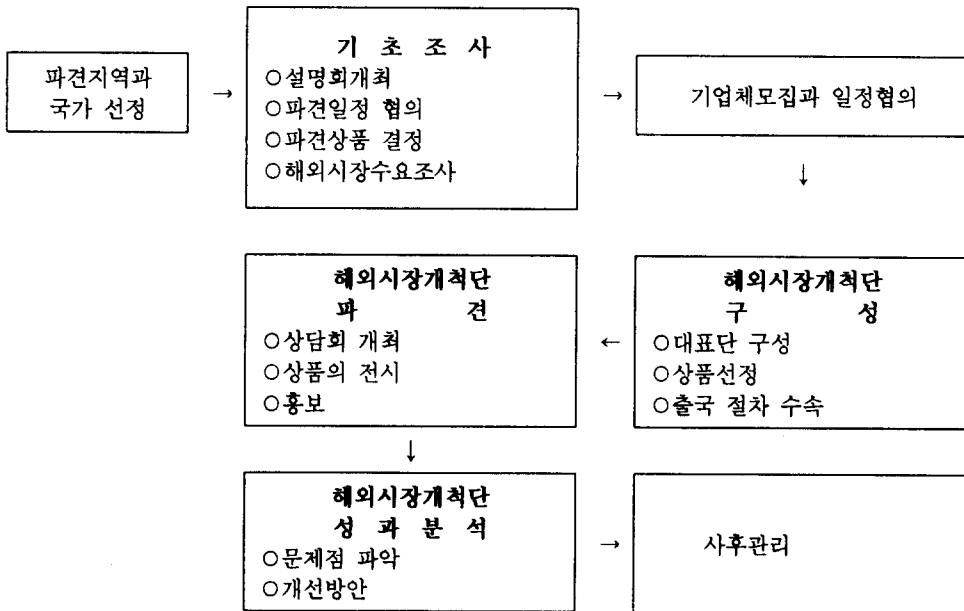 파견지역과
국가 선정
→
기 초 조 사
○설명회개최
○파견일정 협의
○파견상품 결정
○해외시장수요조사
→
기업체모집과 일정협의
↓
해외시장개척단
구 성
○대표단 구성
○상품선정
○출국 절차 수속
←
해외시장개척단
파 견
○상담회 개최
○상품의 전시
○홍보
↓
해외시장개척단
성 과 분 석
○문제점 파악
○개선방안
→
사후관리